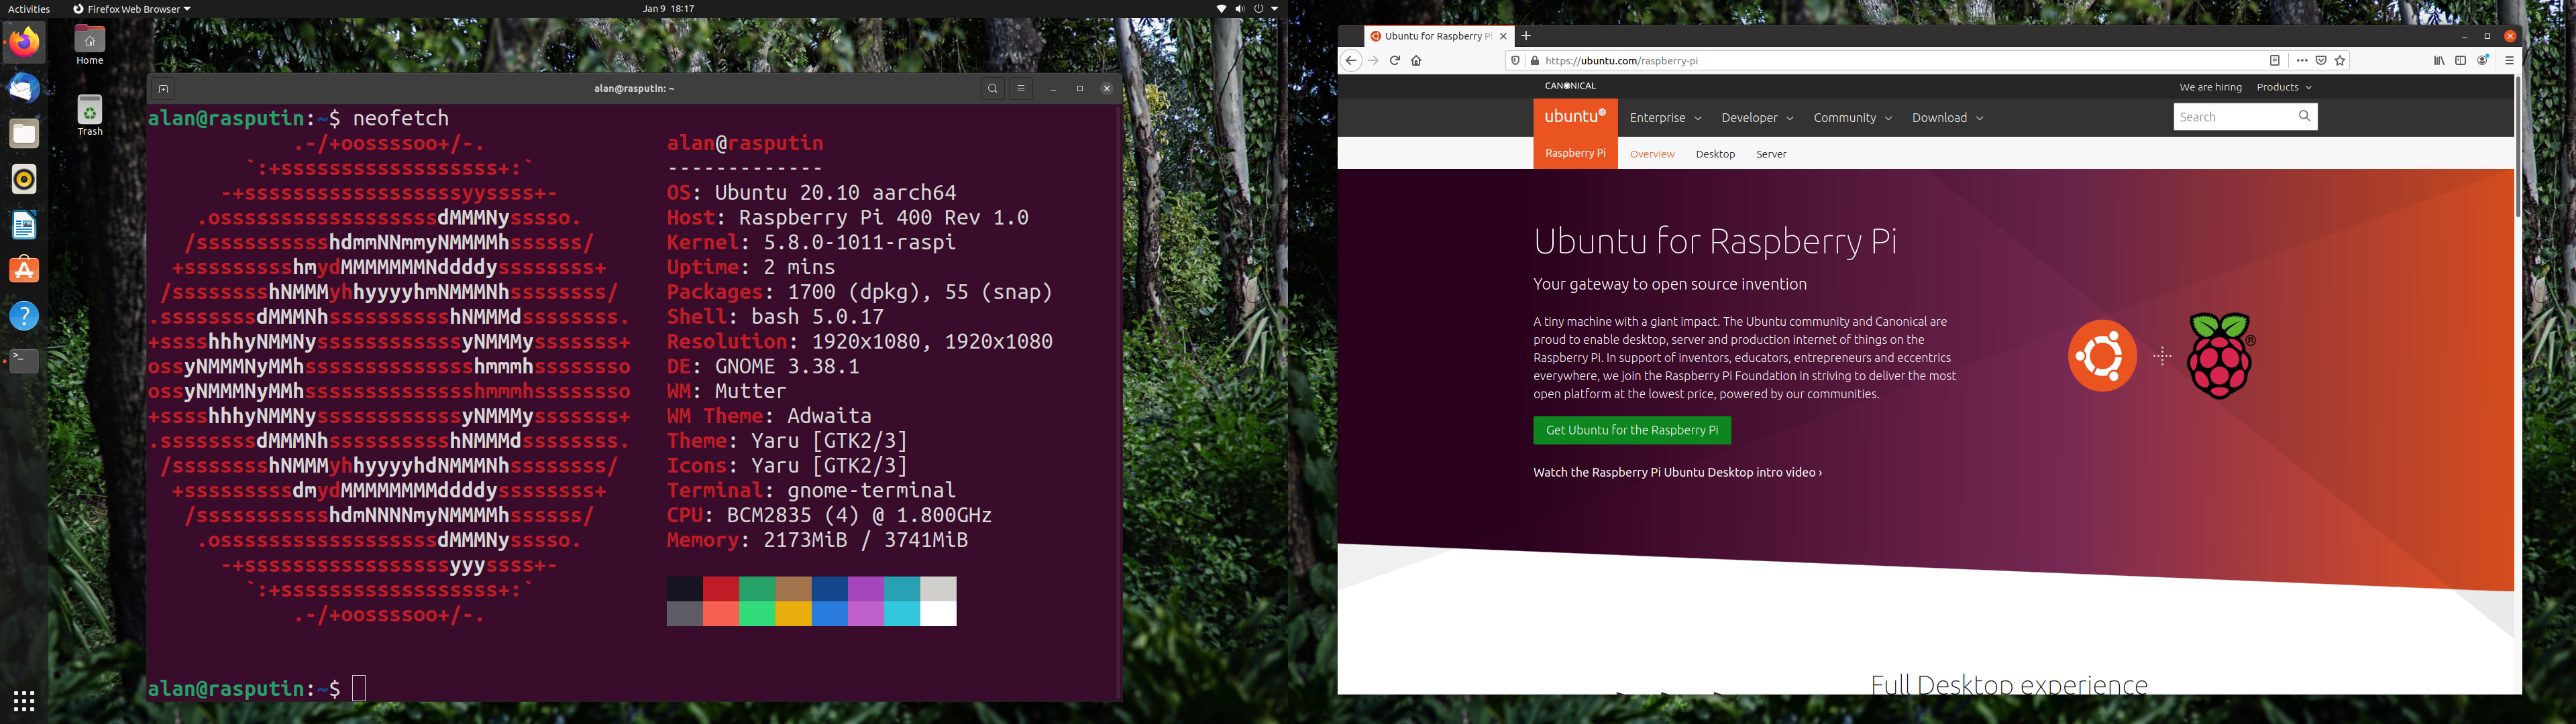 Activities
Firefox Web Browser
Jan 9 18:17
Home
Trash
alan@rasputin: ~
alan@rasputin:~$ neofetch
            .-/+oossssoo+/-.
        `:+ssssssssssssssssss+:`
      -+ssssssssssssssssssyyssss+-
    .ossssssssssssssssssdMMMNysssso.
   /ssssssssssshdmmNNmmyNMMMMhssssss/
  +ssssssssshmydMMMMMMMNddddyssssssss+
 /sssssssshNMMMyhhyyyyhmNMMMNhssssssss/
.ssssssssdMMMNhsssssssssshNMMMdssssssss.
+sssshhhyNMMNyssssssssssssyNMMMysssssss+
ossyNMMMNyMMhsssssssssssssshmmmhssssssso
ossyNMMMNyMMhsssssssssssssshmmmhssssssso
+sssshhhyNMMNyssssssssssssyNMMMysssssss+
.ssssssssdMMMNhsssssssssshNMMMdssssssss.
 /sssssssshNMMMyhhyyyyhdNMMMNhssssssss/
  +sssssssssdmydMMMMMMMMddddyssssssss+
   /ssssssssssshdmNNNNmyNMMMMhssssss/
    .ossssssssssssssssssdMMMNysssso.
      -+sssssssssssssssssyyyssss+-
        `:+ssssssssssssssssss+:`
            .-/+oossssoo+/-.
alan@rasputin
-------------
OS: Ubuntu 20.10 aarch64
Host: Raspberry Pi 400 Rev 1.0
Kernel: 5.8.0-1011-raspi
Uptime: 2 mins
Packages: 1700 (dpkg), 55 (snap)
Shell: bash 5.0.17
Resolution: 1920x1080, 1920x1080
DE: GNOME 3.38.1
WM: Mutter
WM Theme: Adwaita
Theme: Yaru [GTK2/3]
Icons: Yaru [GTK2/3]
Terminal: gnome-terminal
CPU: BCM2835 (4) @ 1.800GHz
Memory: 2173MiB / 3741MiB
alan@rasputin:~$
Ubuntu for Raspberry Pi
https://ubuntu.com/raspberry-pi
CANONICAL
We are hiring
Products
ubuntu
Enterprise
Developer
Community
Download
Search
Raspberry Pi
Overview
Desktop
Server
Ubuntu for Raspberry Pi
Your gateway to open source invention
A tiny machine with a giant impact. The Ubuntu community and Canonical are
proud to enable desktop, server and production internet of things on the
Raspberry Pi. In support of inventors, educators, entrepreneurs and eccentrics
everywhere, we join the Raspberry Pi Foundation in striving to deliver the most
open platform at the lowest price, powered by our communities.
Get Ubuntu for the Raspberry Pi
Watch the Raspberry Pi Ubuntu Desktop intro video ›
®
Full Desktop experience